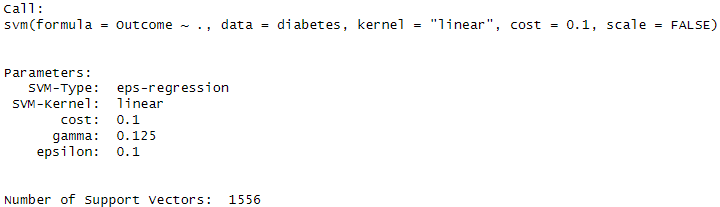 Call:
svm(formula = Outcome ~ ., data = diabetes, kernel = "linear", cost = 0.1, scale = FALSE)
Parameters:
SVM-Type: eps-regression
SVM-Kernel: linear
cost: 0.1
gamma: 0.125
epsilon: 0.1
Number of Support Vectors: 1556